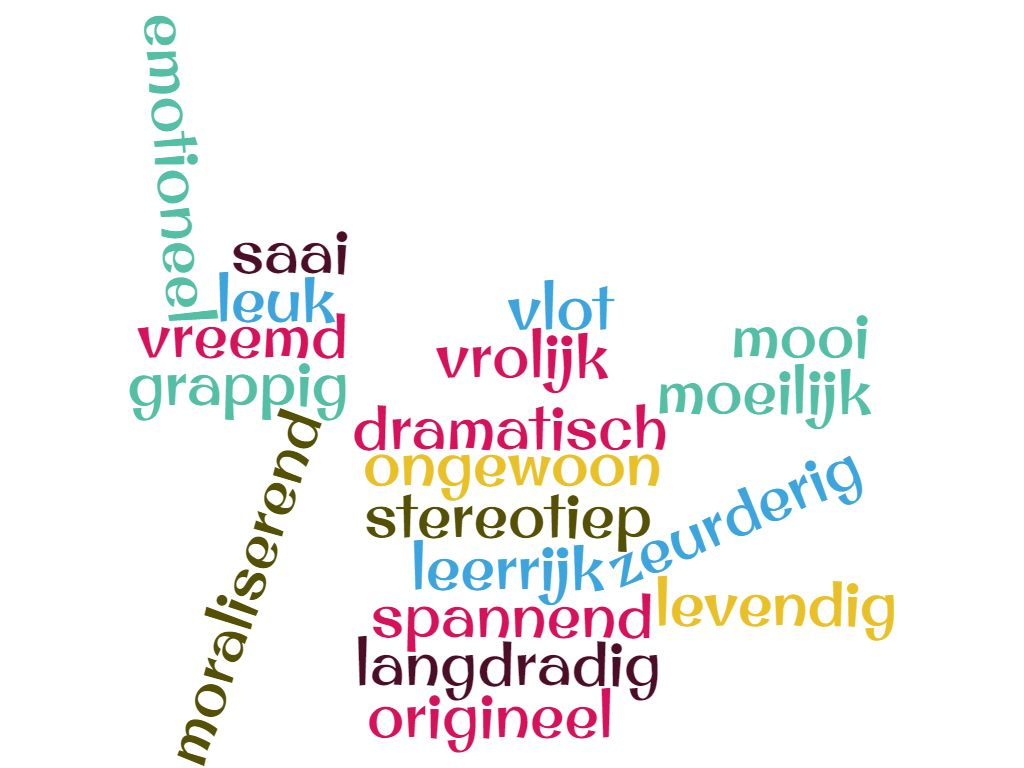 emotioneel
saai
leuk
vreemd
grappig
vlot
vrolijk
mooi
moeilijk
dramatisch
ongewoon
stereotiep
leerrijk
zeurderig
spannend
levendig
langdradig
origineel
moraliserend